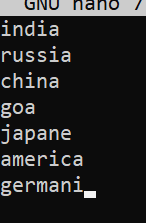 GNU nano 7
india
russia
china
goa
japane
america
germani